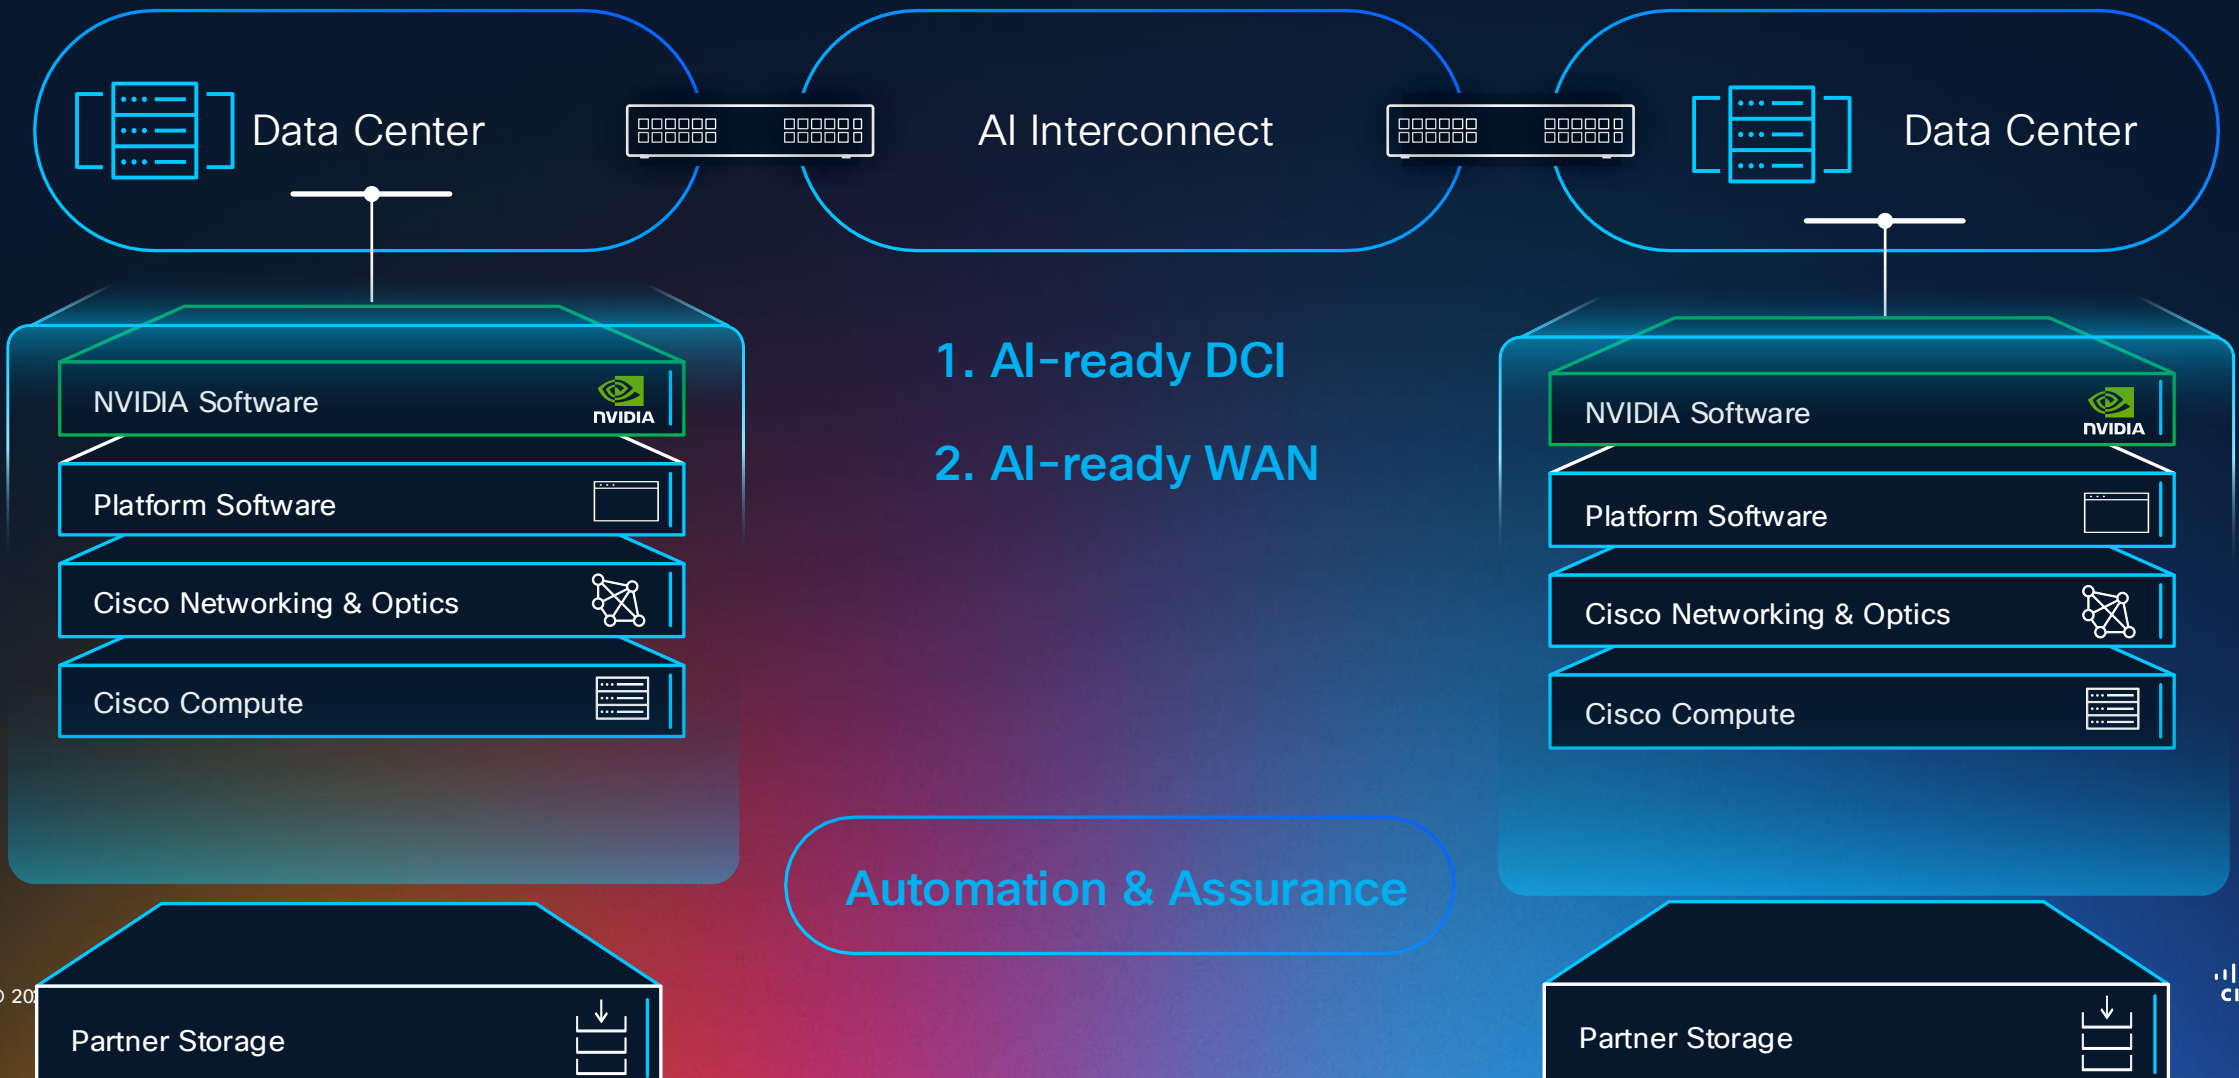 Data Center
AI Interconnect
Data Center
NVIDIA Software
NVIDIA
Platform Software
Cisco Networking & Optics
Cisco Compute
Partner Storage
1. AI-ready DCI
2. AI-ready WAN
Automation & Assurance
NVIDIA Software
NVIDIA
Platform Software
Cisco Networking & Optics
Cisco Compute
Partner Storage